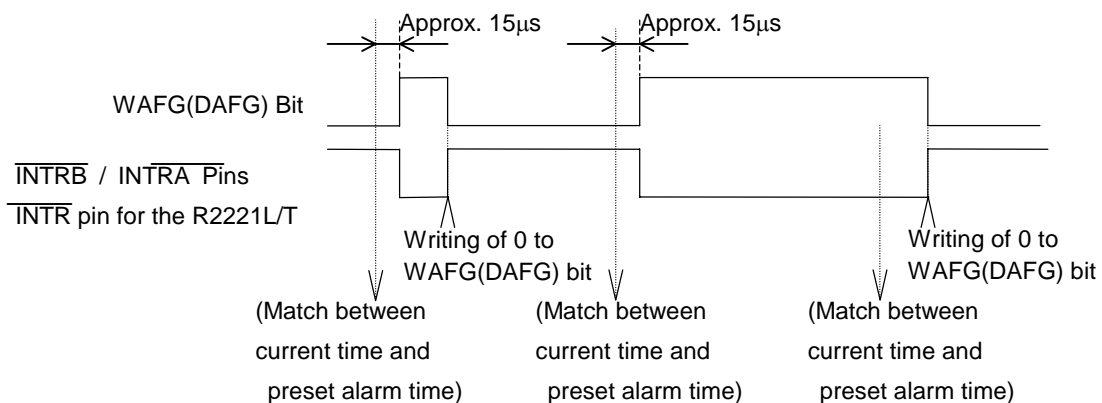 Approx. 15μs
Approx. 15μs
WAFG(DAFG) Bit
INTRB / INTRA Pins
INTR pin for the R2221L/T
Writing of 0 to
WAFG(DAFG) bit
Writing of 0 to
WAFG(DAFG) bit
(Match between
current time and
preset alarm time)
(Match between
current time and
preset alarm time)
(Match between
current time and
preset alarm time)